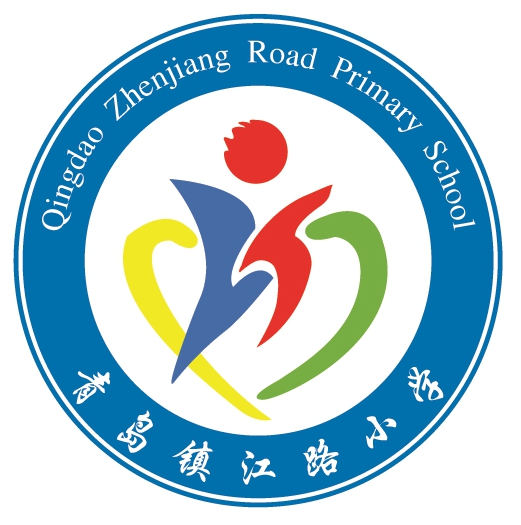 Qingdao Zhenjiang Road Primary School
青岛镇江路小学